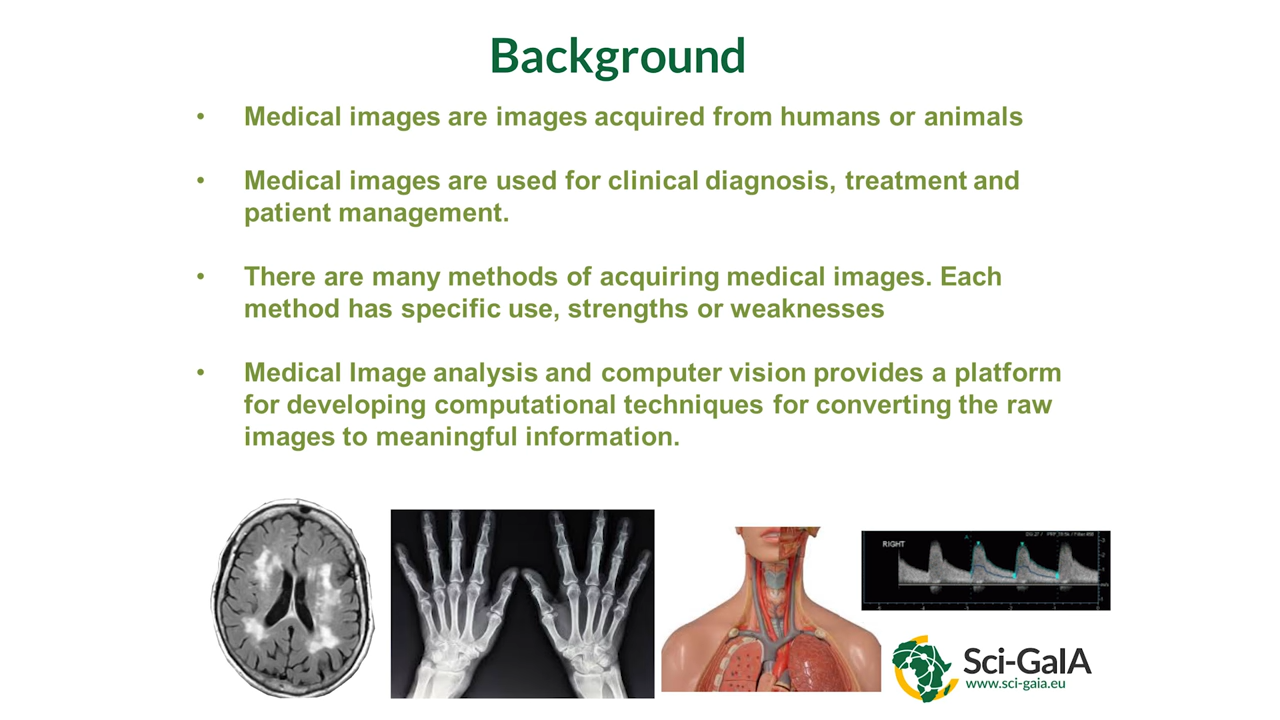 Background
• Medical images are images acquired from humans or animals
• Medical images are used for clinical diagnosis, treatment and
patient management.
• There are many methods of acquiring medical images. Each
method has specific use, strengths or weaknesses
• Medical Image analysis and computer vision provides a platform
for developing computational techniques for converting the raw
images to meaningful information.
RIGHT
Sci-GaIA
www.sci-gaia.eu